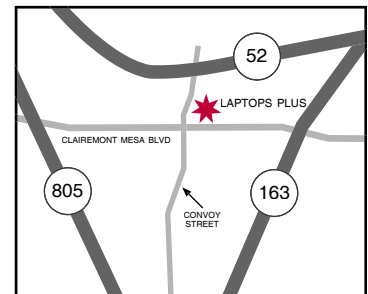 52
LAPTOPS PLUS
CLAIREMONT MESA BLVD
805
163
CONVOY
STREET